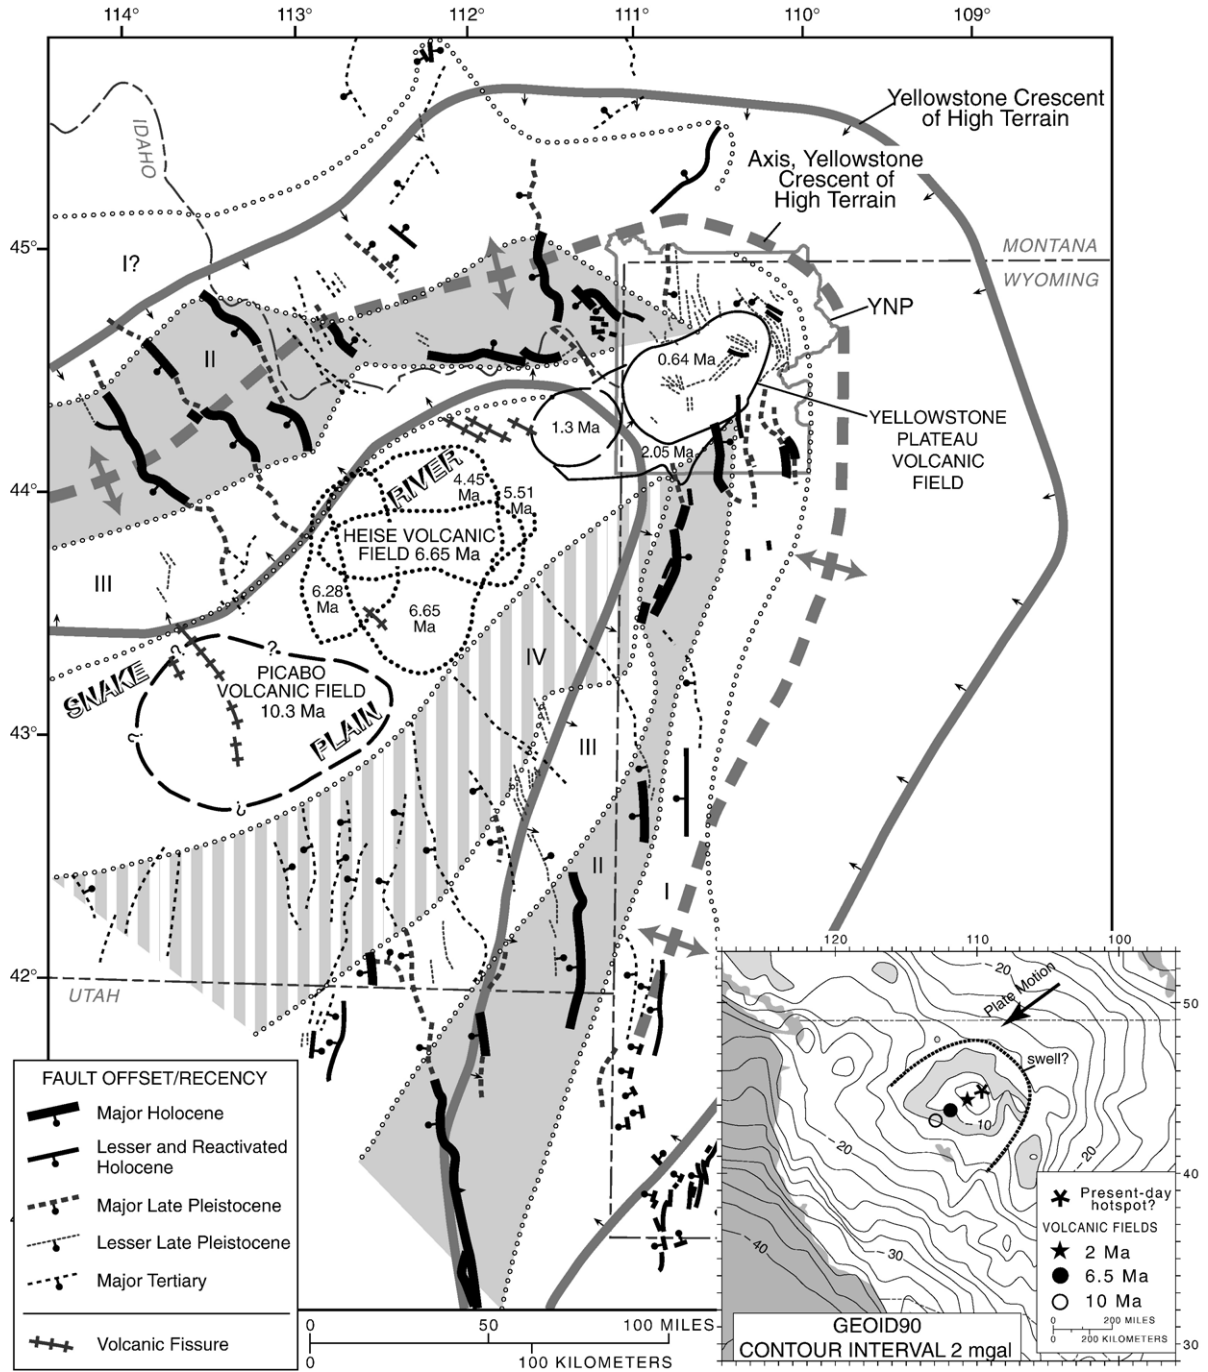 114°
113°
112°
111°
110°
109°
Yellowstone Crescent
of High Terrain
Axis, Yellowstone
Crescent of
High Terrain
IDAHO
45°
I?
MONTANA
WYOMING
YNP
II
0.64 Ma
1.3 Ma
2.05 Ma
YELLOWSTONE
PLATEAU
VOLCANIC
FIELD
44°
RIVER
4.45
Ma
5.51
Ma
HEISE VOLCANIC
FIELD 6.65 Ma
III
6.28
Ma
6.65
Ma
IV
SNAKE
?
?
PICABO
VOLCANIC FIELD
10.3 Ma
PLAIN
?
?
43°
III
II
I
42°
UTAH
4
FAULT OFFSET/RECENCY
Major Holocene
Lesser and Reactivated
Holocene
Major Late Pleistocene
Lesser Late Pleistocene
Major Tertiary
Volcanic Fissure
0
50
100 MILES
0
100 KILOMETERS
120
110
100
50
40
30
-20
Plate Motion
swell?
-10
-20
-20
-30
-40
Present-day
hotspot?
VOLCANIC FIELDS
2 Ma
6.5 Ma
10 Ma
0
200 MILES
0
200 KILOMETERS
GEOID90
CONTOUR INTERVAL 2 mgal